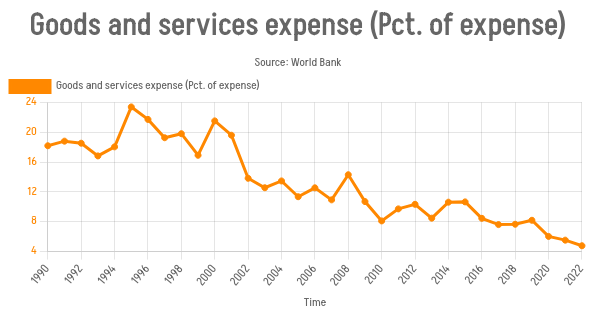 Goods and services expense (Pct. of expense)
Source: World Bank
Goods and services expense (Pct. of expense)
24
20
16
12
8
4
1990 1992 1994 1996 1998 2000 2002 2004 2006 2008 2010 2012 2014 2016 2018 2020 2022
Time